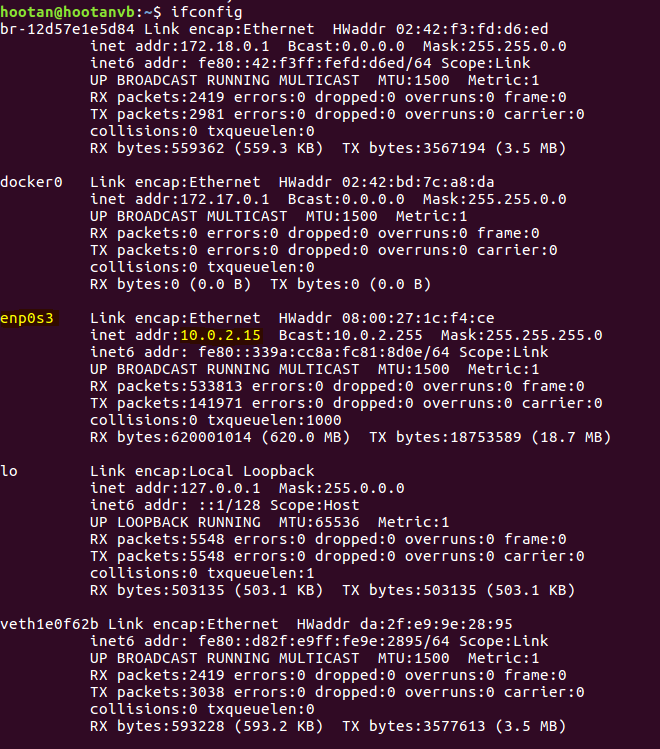 hootan@hootanvb:~$ ifconfig
br-12d57e1e5d84 Link encap:Ethernet  HWaddr 02:42:f3:fd:d6:ed
          inet addr:172.18.0.1  Bcast:0.0.0.0  Mask:255.255.0.0
          inet6 addr: fe80::42:f3ff:fefd:d6ed/64 Scope:Link
          UP BROADCAST RUNNING MULTICAST  MTU:1500  Metric:1
          RX packets:2419 errors:0 dropped:0 overruns:0 frame:0
          TX packets:2981 errors:0 dropped:0 overruns:0 carrier:0
          collisions:0 txqueuelen:0
          RX bytes:559362 (559.3 KB)  TX bytes:3567194 (3.5 MB)

docker0   Link encap:Ethernet  HWaddr 02:42:bd:7c:a8:da
          inet addr:172.17.0.1  Bcast:0.0.0.0  Mask:255.255.0.0
          UP BROADCAST MULTICAST  MTU:1500  Metric:1
          RX packets:0 errors:0 dropped:0 overruns:0 frame:0
          TX packets:0 errors:0 dropped:0 overruns:0 carrier:0
          collisions:0 txqueuelen:0
          RX bytes:0 (0.0 B)  TX bytes:0 (0.0 B)

enp0s3    Link encap:Ethernet  HWaddr 08:00:27:1c:f4:ce
          inet addr:10.0.2.15  Bcast:10.0.2.255  Mask:255.255.255.0
          inet6 addr: fe80::339a:cc8a:fc81:8d0e/64 Scope:Link
          UP BROADCAST RUNNING MULTICAST  MTU:1500  Metric:1
          RX packets:533813 errors:0 dropped:0 overruns:0 frame:0
          TX packets:141971 errors:0 dropped:0 overruns:0 carrier:0
          collisions:0 txqueuelen:1000
          RX bytes:620001014 (620.0 MB)  TX bytes:18753589 (18.7 MB)

lo        Link encap:Local Loopback
          inet addr:127.0.0.1  Mask:255.0.0.0
          inet6 addr: ::1/128 Scope:Host
          UP LOOPBACK RUNNING  MTU:65536  Metric:1
          RX packets:5548 errors:0 dropped:0 overruns:0 frame:0
          TX packets:5548 errors:0 dropped:0 overruns:0 carrier:0
          collisions:0 txqueuelen:1
          RX bytes:503135 (503.1 KB)  TX bytes:503135 (503.1 KB)

veth1e0f62b Link encap:Ethernet  HWaddr da:2f:e9:9e:28:95
          inet6 addr: fe80::d82f:e9ff:fe9e:2895/64 Scope:Link
          UP BROADCAST RUNNING MULTICAST  MTU:1500  Metric:1
          RX packets:2419 errors:0 dropped:0 overruns:0 frame:0
          TX packets:3038 errors:0 dropped:0 overruns:0 carrier:0
          collisions:0 txqueuelen:0
          RX bytes:593228 (593.2 KB)  TX bytes:3577613 (3.5 MB)